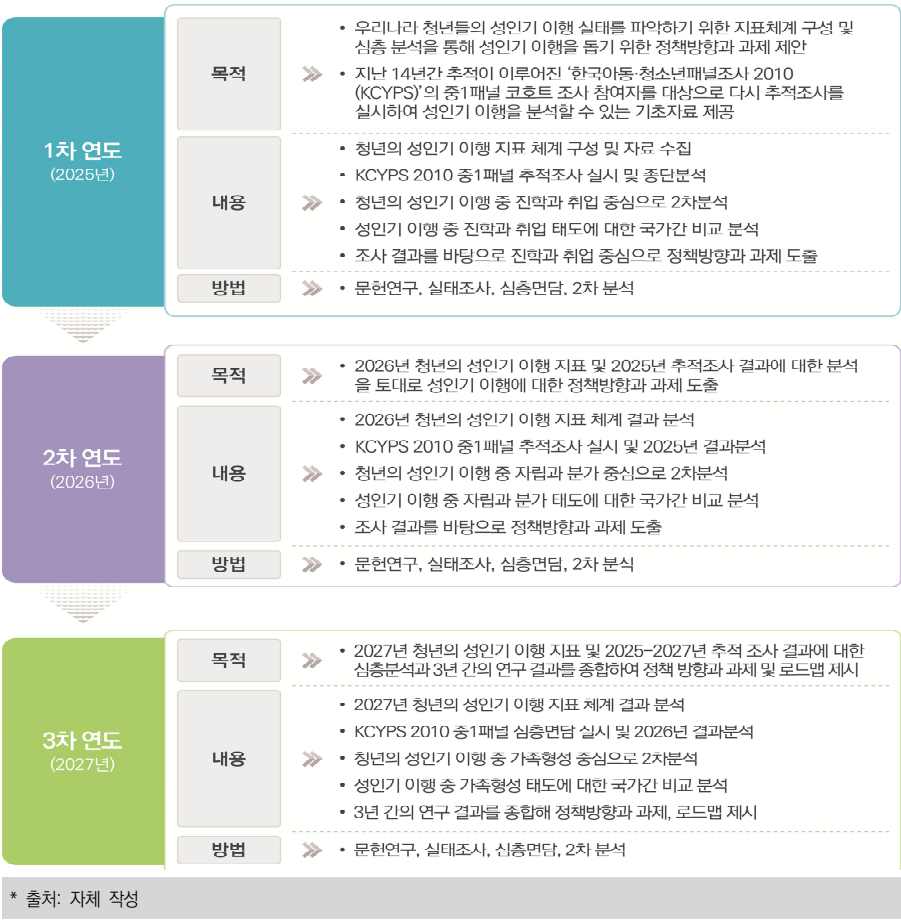 1차 연도
(2025년)
목적
• 우리나라 청년들의 성인기 이행 실태를 파악하기 위한 지표체계 구성 및
심층 분석을 통해 성인기 이행을 돕기 위한 정책방향과 과제 제안
• 지난 14년간 추적이 이루어진 ‘한국아동·청소년패널조사 2010
(KCYPS)’의 중1패널 코호트 조사 참여자를 대상으로 다시 추적조사를
실시하여 성인기 이행을 분석할 수 있는 기초자료 제공
내용
• 청년의 성인기 이행 지표 체계 구성 및 자료 수집
• KCYPS 2010 중1패널 추적조사 실시 및 종단분석
• 청년의 성인기 이행 중 진학과 취업 중심으로 2차분석
• 성인기 이행 중 진학과 취업 태도에 대한 국가간 비교 분석
• 조사 결과를 바탕으로 진학과 취업 중심으로 정책방향과 과제 도출
방법
• 문헌연구, 실태조사, 심층면담, 2차 분석
2차 연도
(2026년)
목적
• 2026년 청년의 성인기 이행 지표 및 2025년 추적조사 결과에 대한 분석
을 토대로 성인기 이행에 대한 정책방향과 과제 도출
내용
• 2026년 청년의 성인기 이행 지표 체계 결과 분석
• KCYPS 2010 중1패널 추적조사 실시 및 2025년 결과분석
• 청년의 성인기 이행 중 자립과 분가 중심으로 2차분석
• 성인기 이행 중 자립과 분가 태도에 대한 국가간 비교 분석
• 조사 결과를 바탕으로 정책방향과 과제 도출
방법
• 문헌연구, 실태조사, 심층면담, 2차 분석
3차 연도
(2027년)
목적
• 2027년 청년의 성인기 이행 지표 및 2025-2027년 추적 조사 결과에 대한
심층분석과 3년 간의 연구 결과를 종합하여 정책 방향과 과제 및 로드맵 제시
내용
• 2027년 청년의 성인기 이행 지표 체계 결과 분석
• KCYPS 2010 중1패널 심층면담 실시 및 2026년 결과분석
• 청년의 성인기 이행 중 가족형성 중심으로 2차분석
• 성인기 이행 중 가족형성 태도에 대한 국가간 비교 분석
• 3년 간의 연구 결과를 종합해 정책방향과 과제, 로드맵 제시
방법
• 문헌연구, 실태조사, 심층면담, 2차 분석
* 출처: 자체 작성